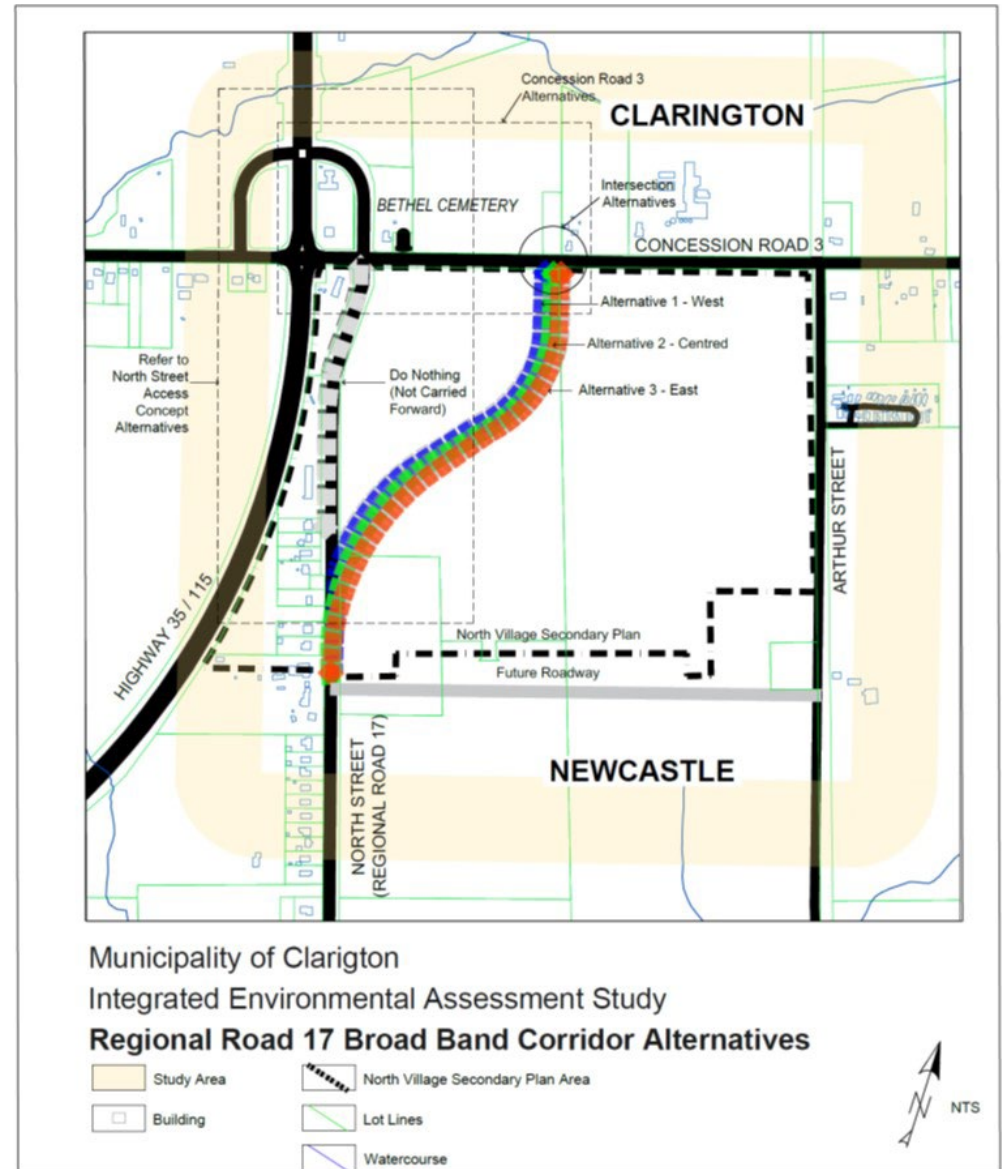 Concession Road 3
Alternatives
CLARINGTON
Intersection
Alternatives
BETHEL CEMETERY
CONCESSION ROAD 3
Alternative 1 - West
Refer to
North Street
Access
Concept
Alternatives
Do Nothing
(Not Carried
Forward)
Alternative 2 - Centred
Alternative 3 - East
ARTHUR STREET
HIGHWAY 35 / 115
North Village Secondary Plan
Future Roadway
NORTH STREET
(REGIONAL ROAD 17)
NEWCASTLE
Municipality of Clarigton
Integrated Environmental Assessment Study
Regional Road 17 Broad Band Corridor Alternatives
Study Area
North Village Secondary Plan Area
Building
Lot Lines
Watercourse
N
NTS